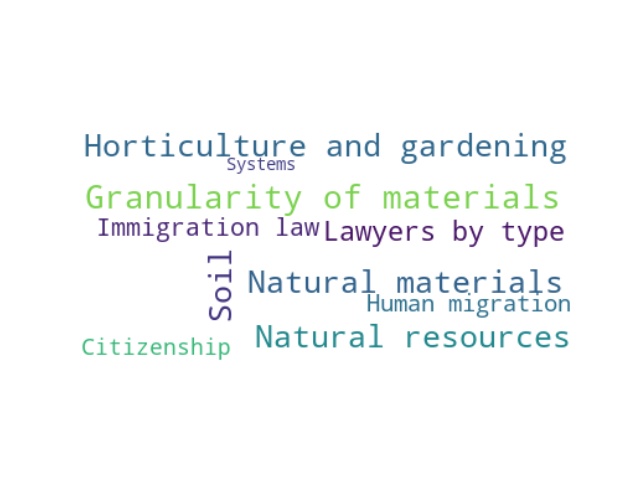 Horticulture and gardening
Systems
Granularity of materials
Immigration law
Lawyers by type
Soil
Natural materials
Human migration
Natural resources
Citizenship